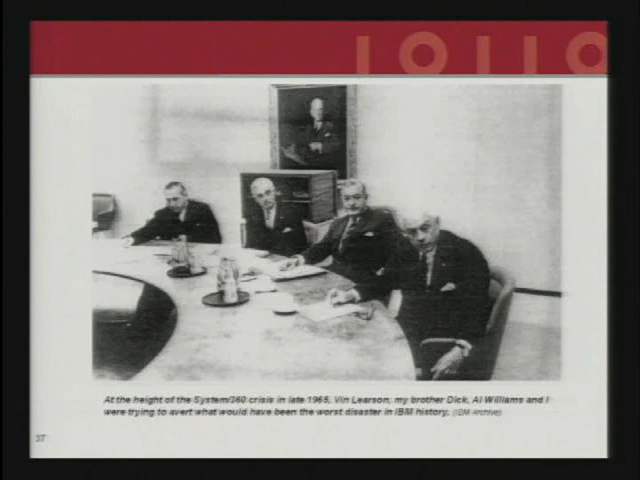 10110
At the height of the System/360 crisis in late 1965, Vin Learson, my brother Dick, Al Williams and I
were trying to avert what would have been the worst disaster in IBM history. (IBM Archive)
37